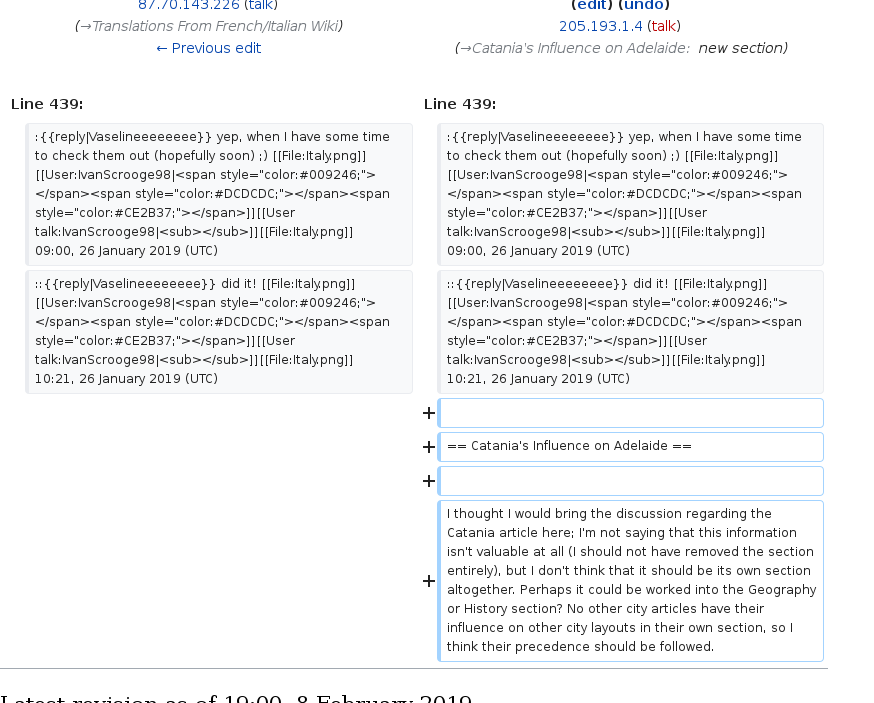 87.70.143.226 (talk)
(→Translations From French/Italian Wiki)
← Previous edit
(edit) (undo)
205.193.1.4 (talk)
(→Catania's Influence on Adelaide: new section)
Line 439:
Line 439:
:{{reply|Vaselineeeeeeee}} yep, when I have some time
to check them out (hopefully soon) ;) [[File:Italy.png]]
[[User:IvanScrooge98|<span style="color:#009246;">
</span><span style="color:#DCDCDC;"></span><span
style="color:#CE2B37;"></span>]][[User
talk:IvanScrooge98|<sub></sub>]][[File:Italy.png]]
09:00, 26 January 2019 (UTC)
:{{reply|Vaselineeeeeeee}} yep, when I have some time
to check them out (hopefully soon) ;) [[File:Italy.png]]
[[User:IvanScrooge98|<span style="color:#009246;">
</span><span style="color:#DCDCDC;"></span><span
style="color:#CE2B37;"></span>]][[User
talk:IvanScrooge98|<sub></sub>]][[File:Italy.png]]
09:00, 26 January 2019 (UTC)
::{{reply|Vaselineeeeeeee}} did it! [[File:Italy.png]]
[[User:IvanScrooge98|<span style="color:#009246;">
</span><span style="color:#DCDCDC;"></span><span
style="color:#CE2B37;"></span>]][[User
talk:IvanScrooge98|<sub></sub>]][[File:Italy.png]]
10:21, 26 January 2019 (UTC)
::{{reply|Vaselineeeeeeee}} did it! [[File:Italy.png]]
[[User:IvanScrooge98|<span style="color:#009246;">
</span><span style="color:#DCDCDC;"></span><span
style="color:#CE2B37;"></span>]][[User
talk:IvanScrooge98|<sub></sub>]][[File:Italy.png]]
10:21, 26 January 2019 (UTC)
+
+ == Catania's Influence on Adelaide ==
+
+
I thought I would bring the discussion regarding the
Catania article here; I'm not saying that this information
isn't valuable at all (I should not have removed the section
entirely), but I don't think that it should be its own section
altogether. Perhaps it could be worked into the Geography
or History section? No other city articles have their
influence on other city layouts in their own section, so I
think their precedence should be followed.
Latest revision as of 19:00, 8 February 2019